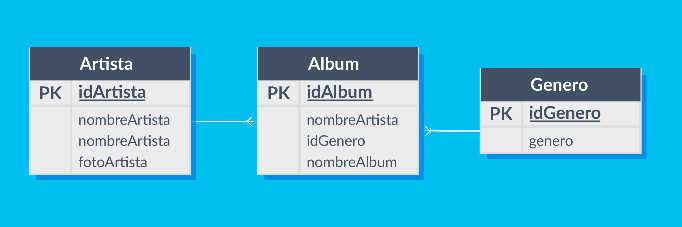 Artista
PK idArtista
nombreArtista
nombreArtista
fotoArtista
Album
PK idAlbum
nombreArtista
idGenero
nombreAlbum
Genero
PK idGenero
genero